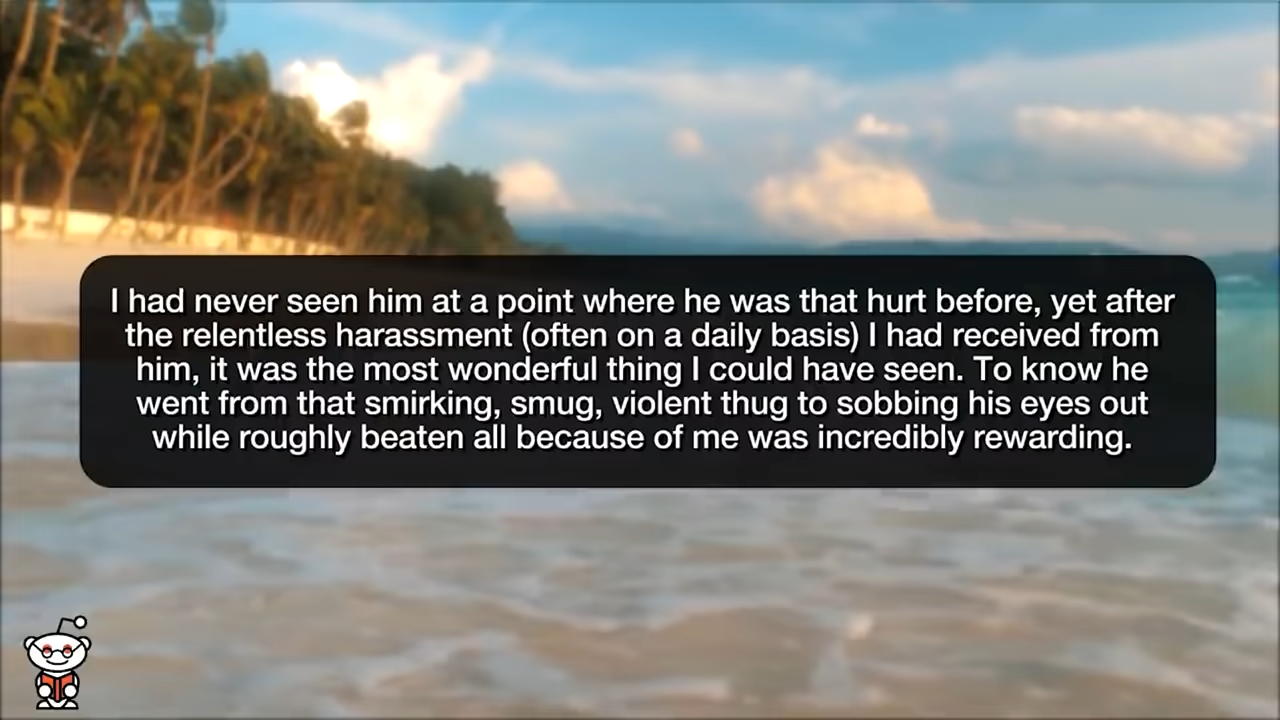 I had never seen him at a point where he was that hurt before, yet after
the relentless harassment (often on a daily basis) I had received from
him, it was the most wonderful thing I could have seen. To know he
went from that smirking, smug, violent thug to sobbing his eyes out
while roughly beaten all because of me was incredibly rewarding.